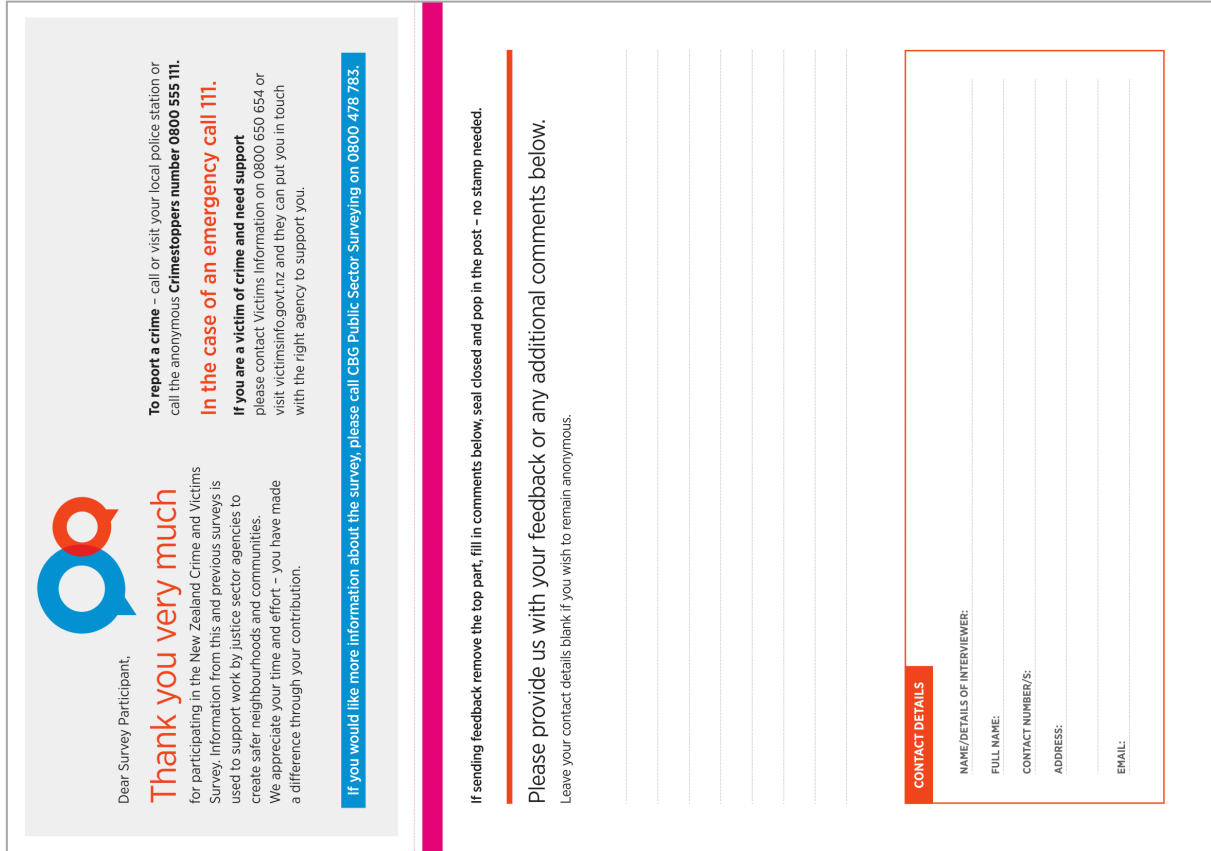 Dear Survey Participant,
Thank you very much
for participating in the New Zealand Crime and Victims
Survey. Information from this and previous surveys is
used to support work by justice sector agencies to
create safer neighbourhoods and communities.
We appreciate your time and effort – you have made
a difference through your contribution.
To report a crime – call or visit your local police station or
call the anonymous Crimestoppers number 0800 555 111.
In the case of an emergency call 111.
If you are a victim of crime and need support
please contact Victims Information on 0800 650 654 or
visit victimsinfo.govt.nz and they can put you in touch
with the right agency to support you.
If you would like more information about the survey, please call CBG Public Sector Surveying on 0800 478 783.
If sending feedback remove the top part, fill in comments below, seal closed and pop in the post – no stamp needed.
Please provide us with your feedback or any additional comments below.
Leave your contact details blank if you wish to remain anonymous.
CONTACT DETAILS
NAME/DETAILS OF INTERVIEWER:
FULL NAME:
CONTACT NUMBER/S:
ADDRESS:
EMAIL: